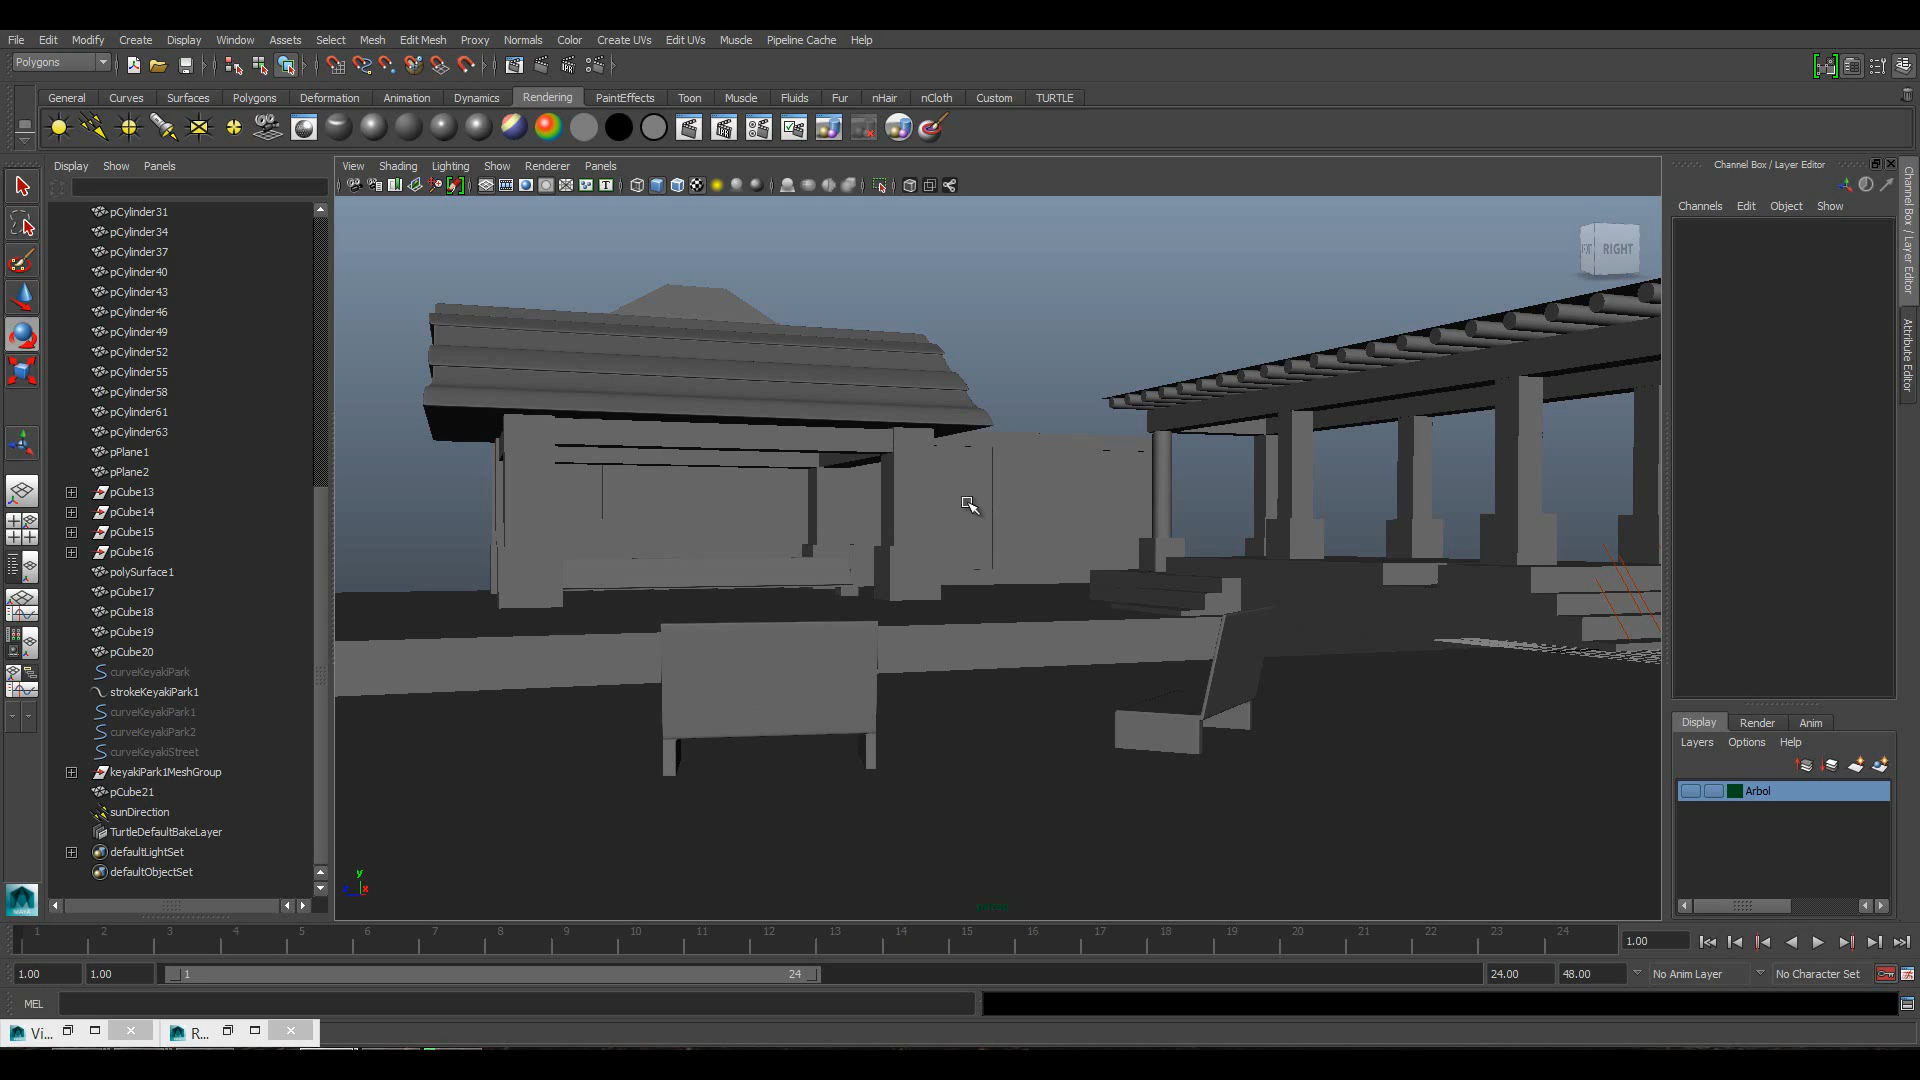 File Edit Modify Create Display Window Assets Select Mesh Edit Mesh Proxy Normals Color Create UVs Edit UVs Muscle Pipeline Cache Help
Polygons
General Curves Surfaces Polygons Deformation Animation Dynamics Rendering PaintEffects Toon Muscle Fluids Fur nHair nCloth Custom TURTLE
Display Show Panels
View Shading Lighting Show Renderer Panels
Channel Box / Layer Editor
Channels Edit Object Show
Channel Box / Layer Editor
Attribute Editor
RIGHT
pCylinder31
pCylinder34
pCylinder37
pCylinder40
pCylinder43
pCylinder46
pCylinder49
pCylinder52
pCylinder55
pCylinder58
pCylinder61
pCylinder63
pPlane1
pPlane2
pCube13
pCube14
pCube15
pCube16
polySurface1
pCube17
pCube18
pCube19
pCube20
curveKeyakiPark
strokeKeyakiPark1
curveKeyakiPark1
curveKeyakiPark2
curveKeyakiStreet
keyakiPark1MeshGroup
pCube21
sunDirection
TurtleDefaultBakeLayer
defaultLightSet
defaultObjectSet
y
z x
persp
Display Render Anim
Layers Options Help
Arbol
1 2 3 4 5 6 7 8 9 10 11 12 13 14 15 16 17 18 19 20 21 22 23 24
1.00
1.00 1.00 1 24 24.00 48.00 No Anim Layer No Character Set
MEL
Vi... R...